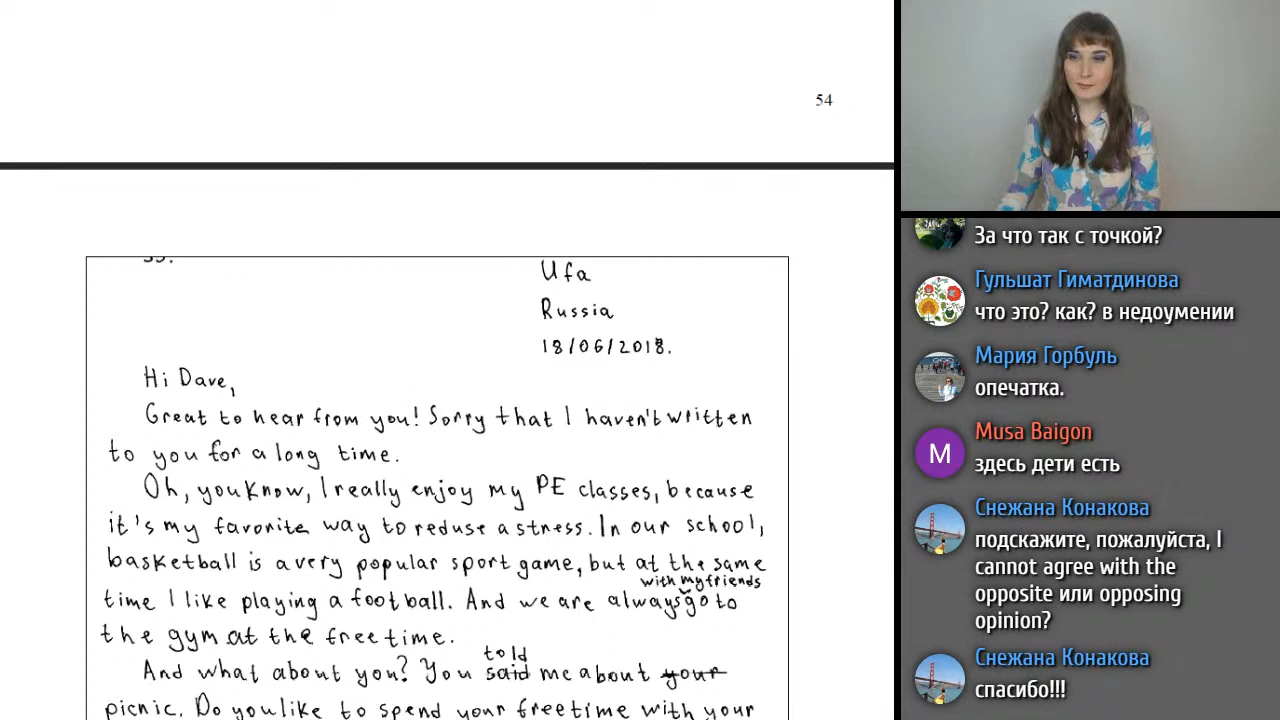 54
Ufa
Russia
18/06/2018.
Hi Dave,
Great to hear from you! Sorry that I haven't written
to you for a long time.
Oh, you know, I really enjoy my PE classes, because
it's my favorite way to reduse a stress. In our school,
basketball is a very popular sport game, but at the same
with my friends
time I like playing a football. And we are always go to
the gym at the free time.
told
And what about you? You said me about your
picnic. Do you like to spend your freetime with your
За что так с точкой?
Гульшат Гиматдинова
что это? как? в недоумении
Мария Горбуль
опечатка.
Musa Baigon
M
здесь дети есть
Снежана Конакова
подскажите, пожалуйста, I
cannot agree with the
opposite или opposing
opinion?
Снежана Конакова
спасибо!!!